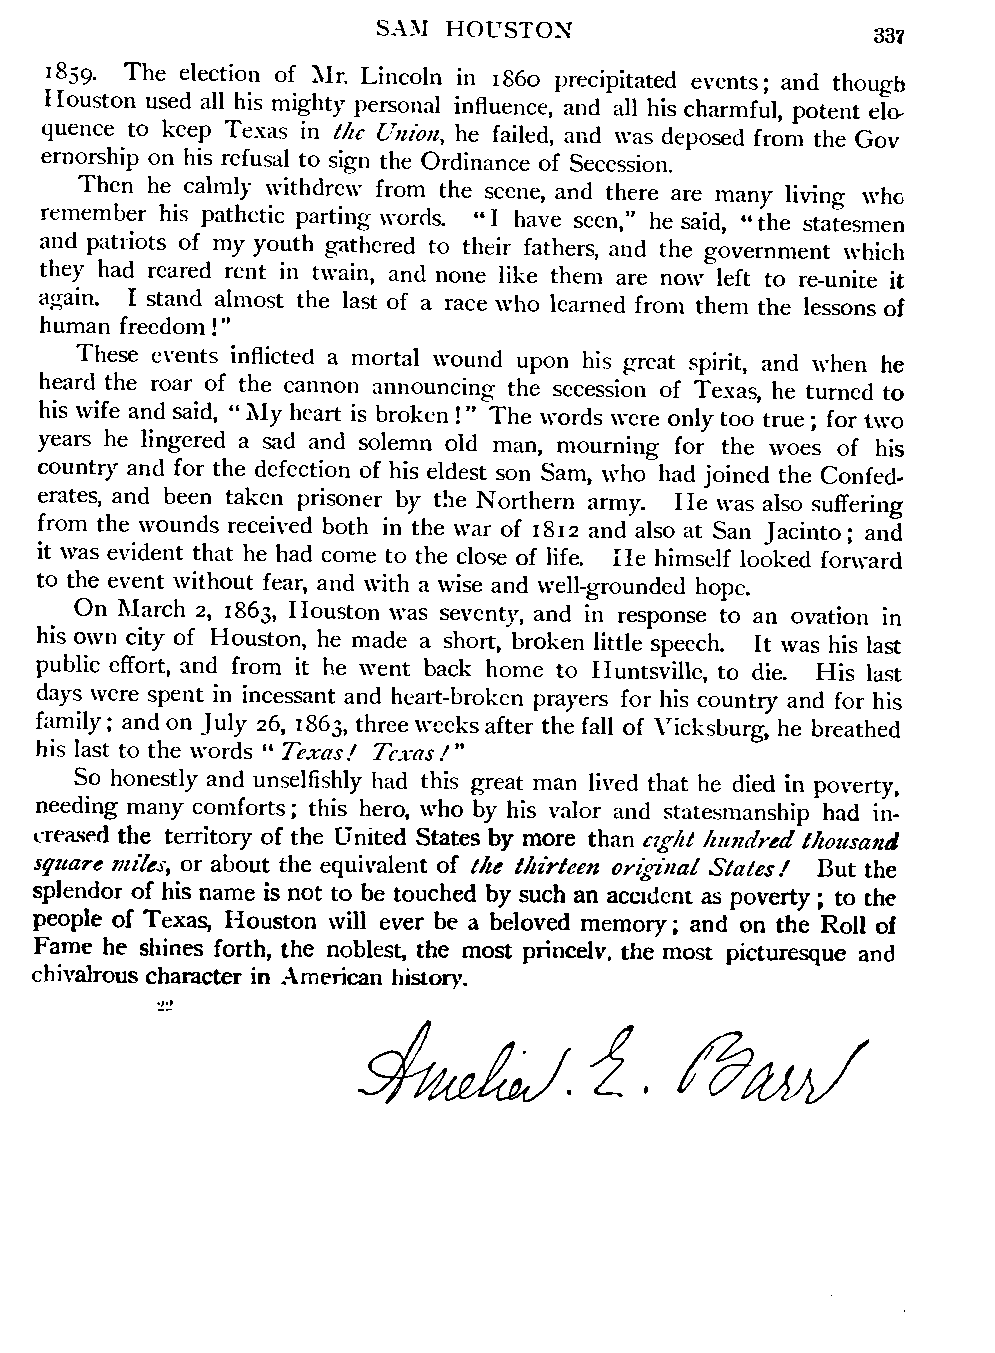 SAM HOUSTON 337
1859. The election of Mr. Lincoln in 1860 precipitated events; and though
Houston used all his mighty personal influence, and all his charmful, potent elo-
quence to keep Texas in the Union, he failed, and was deposed from the Gov
ernorship on his refusal to sign the Ordinance of Secession.
Then he calmly withdrew from the scene, and there are many living who
remember his pathetic parting words. "I have seen," he said, "the statesmen
and patriots of my youth gathered to their fathers, and the government which
they had reared rent in twain, and none like them are now left to re-unite it
again. I stand almost the last of a race who learned from them the lessons of
human freedom!"
These events inflicted a mortal wound upon his great spirit, and when he
heard the roar of the cannon announcing the secession of Texas, he turned to
his wife and said, "My heart is broken!" The words were only too true; for two
years he lingered a sad and solemn old man, mourning for the woes of his
country and for the defection of his eldest son Sam, who had joined the Confed-
erates, and been taken prisoner by the Northern army. He was also suffering
from the wounds received both in the war of 1812 and also at San Jacinto; and
it was evident that he had come to the close of life. He himself looked forward
to the event without fear, and with a wise and well-grounded hope.
On March 2, 1863, Houston was seventy, and in response to an ovation in
his own city of Houston, he made a short, broken little speech. It was his last
public effort, and from it he went back home to Huntsville, to die. His last
days were spent in incessant and heart-broken prayers for his country and for his
family; and on July 26, 1863, three weeks after the fall of Vicksburg, he breathed
his last to the words "Texas! Texas!"
So honestly and unselfishly had this great man lived that he died in poverty,
needing many comforts; this hero, who by his valor and statesmanship had in-
creased the territory of the United States by more than eight hundred thousand
square miles, or about the equivalent of the thirteen original States! But the
splendor of his name is not to be touched by such an accident as poverty; to the
people of Texas, Houston will ever be a beloved memory; and on the Roll of
Fame he shines forth, the noblest, the most princely, the most picturesque and
chivalrous character in American history.
22
Amelia. E. Barr